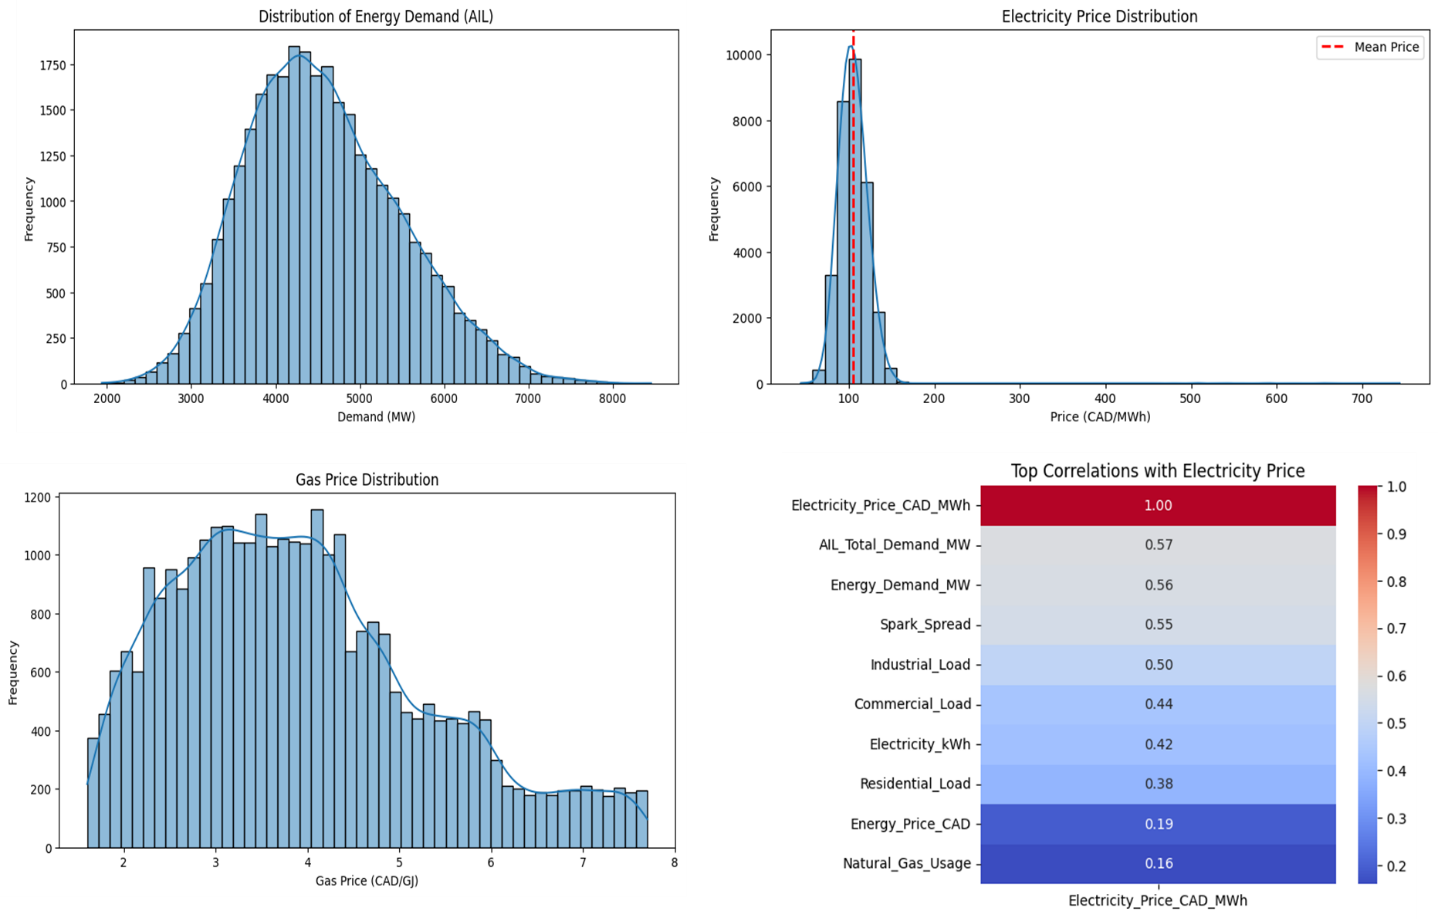 Distribution of Energy Demand (AIL)
Frequency
1750
1500
1250
1000
750
500
250
0
2000 3000 4000 5000 6000 7000 8000
Demand (MW)
Electricity Price Distribution
Mean Price
Frequency
10000
8000
6000
4000
2000
0
100 200 300 400 500 600 700
Price (CAD/MWh)
Gas Price Distribution
Frequency
1200
1000
800
600
400
200
0
2 3 4 5 6 7 8
Gas Price (CAD/GJ)
Top Correlations with Electricity Price
Electricity_Price_CAD_MWh 1.00
AIL_Total_Demand_MW 0.57
Energy_Demand_MW 0.56
Spark_Spread 0.55
Industrial_Load 0.50
Commercial_Load 0.44
Electricity_kWh 0.42
Residential_Load 0.38
Energy_Price_CAD 0.19
Natural_Gas_Usage 0.16
Electricity_Price_CAD_MWh
1.0
0.9
0.8
0.7
0.6
0.5
0.4
0.3
0.2